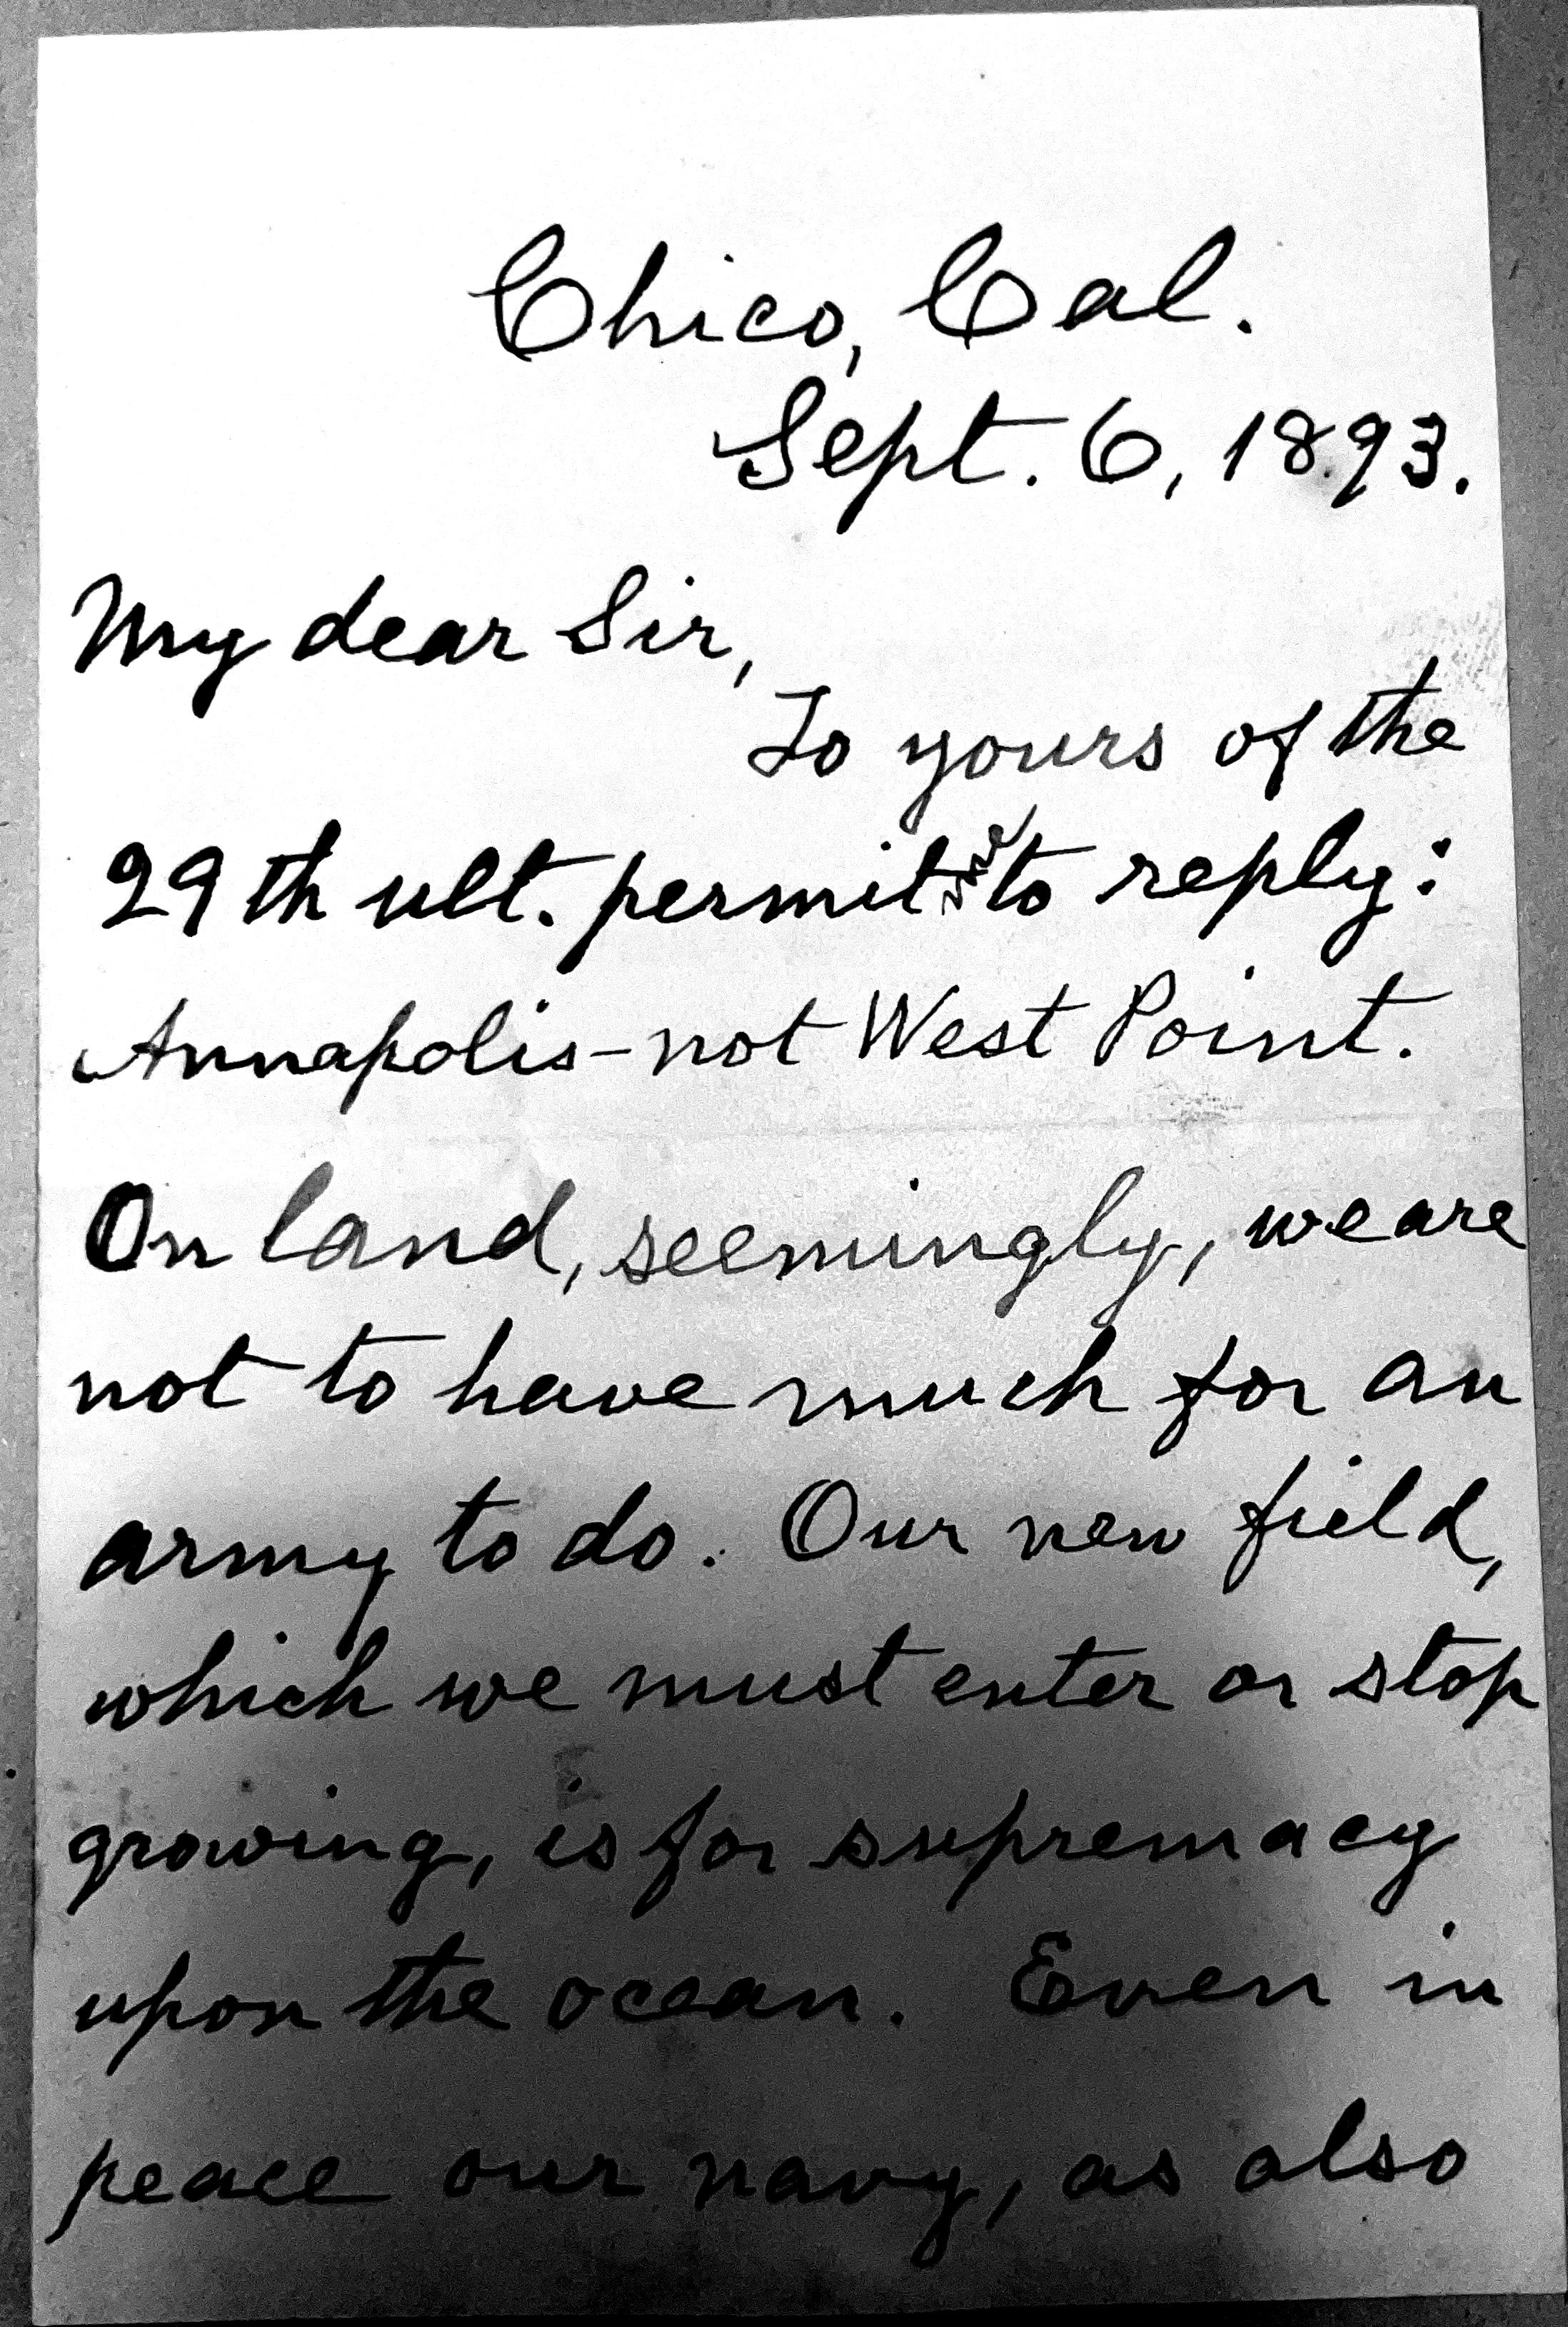 Chico, Cal.
Sept. 6, 1893.
My dear Sir,
To yours of the
29th ult. permit me to reply:
Annapolis - not West Point.
On land, seemingly, we are
not to have much for an
army to do. Our new field,
which we must enter or stop
growing, is for supremacy
upon the ocean. Even in
peace our navy, as also